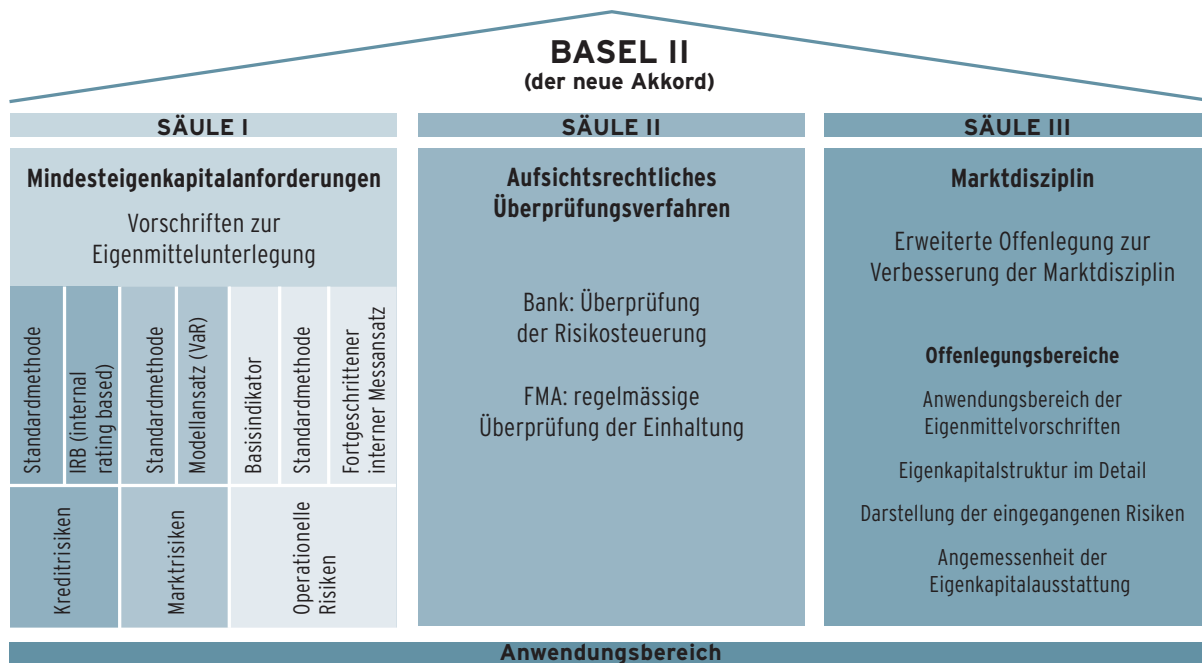 BASEL II
(der neue Akkord)
SÄULE I
Mindesteigenkapitalanforderungen
Vorschriften zur
Eigenmittelunterlegung
Standardmethode
IRB (internal
rating based)
Standardmethode
Modellansatz (VaR)
Basisindikator
Standardmethode
Fortgeschrittener
interner Messansatz
Kreditrisiken
Marktrisiken
Operationelle
Risiken
SÄULE II
Aufsichtsrechtliches
Überprüfungsverfahren
Bank: Überprüfung
der Risikosteuerung
FMA: regelmässige
Überprüfung der Einhaltung
SÄULE III
Marktdisziplin
Erweiterte Offenlegung zur
Verbesserung der Marktdisziplin
Offenlegungsbereiche
Anwendungsbereich der
Eigenmittelvorschriften
Eigenkapitalstruktur im Detail
Darstellung der eingegangenen Risiken
Angemessenheit der
Eigenkapitalausstattung
Anwendungsbereich